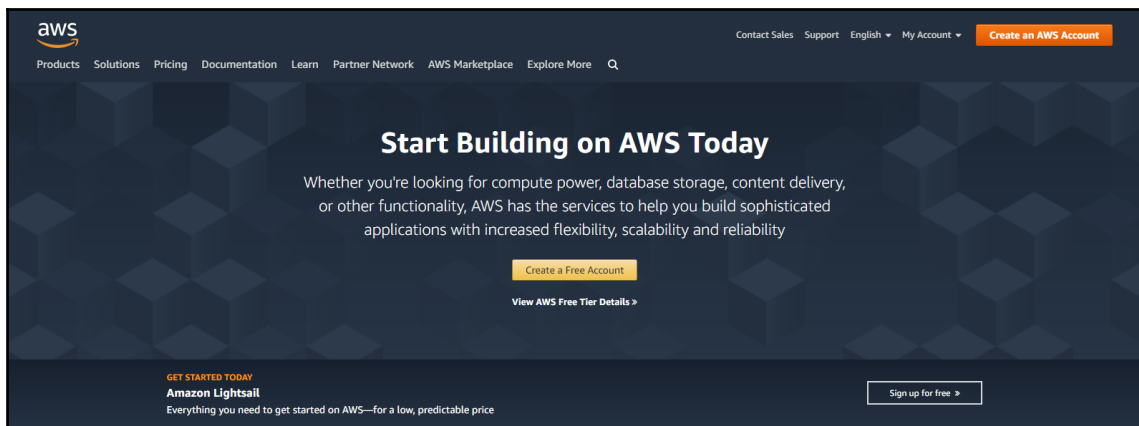 aws
Contact Sales Support English My Account Create an AWS Account
Products Solutions Pricing Documentation Learn Partner Network AWS Marketplace Explore More
Start Building on AWS Today
Whether you're looking for compute power, database storage, content delivery,
or other functionality, AWS has the services to help you build sophisticated
applications with increased flexibility, scalability and reliability
Create a Free Account
View AWS Free Tier Details »
GET STARTED TODAY
Amazon Lightsail
Everything you need to get started on AWS—for a low, predictable price
Sign up for free »